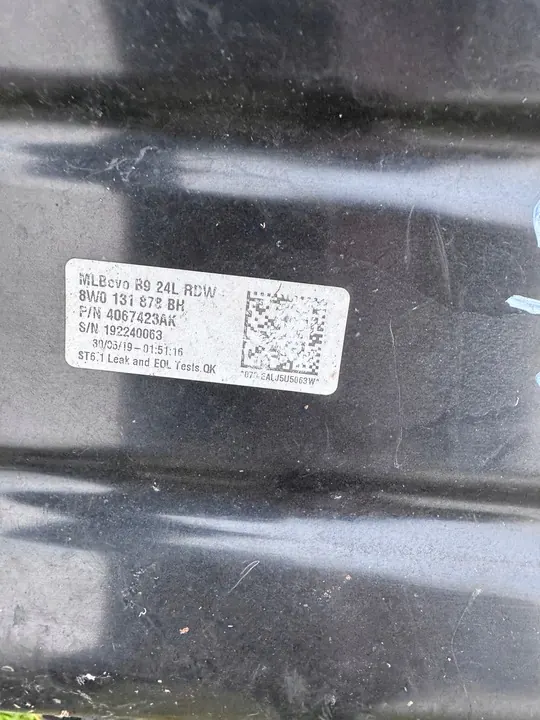 MLBevo B9 24L RDW
8W0 131 878 BH
P/N 4067423AK
S/N 192240063
30/05/19-01:51:16
ST6.1 Leak and EOL Tests OK